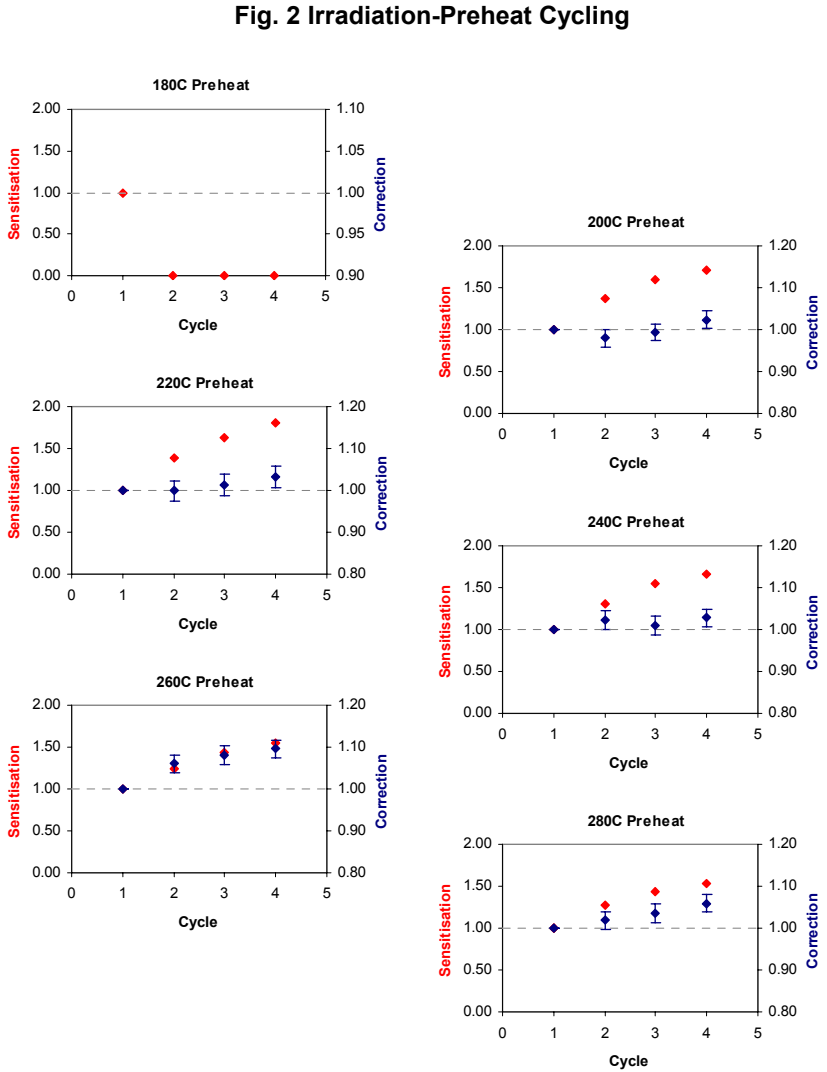 Fig. 2 Irradiation-Preheat Cycling
180C Preheat
2.00
1.50
1.00
0.50
0.00
1.10
1.05
1.00
0.95
0.90
0 1 2 3 4 5
Sensitisation
Correction
Cycle
200C Preheat
2.00
1.50
1.00
0.50
0.00
1.20
1.10
1.00
0.90
0.80
0 1 2 3 4 5
Sensitisation
Correction
Cycle
220C Preheat
2.00
1.50
1.00
0.50
0.00
1.20
1.10
1.00
0.90
0.80
0 1 2 3 4 5
Sensitisation
Correction
Cycle
240C Preheat
2.00
1.50
1.00
0.50
0.00
1.20
1.10
1.00
0.90
0.80
0 1 2 3 4 5
Sensitisation
Correction
Cycle
260C Preheat
2.00
1.50
1.00
0.50
0.00
1.20
1.10
1.00
0.90
0.80
0 1 2 3 4 5
Sensitisation
Correction
Cycle
280C Preheat
2.00
1.50
1.00
0.50
0.00
1.20
1.10
1.00
0.90
0.80
0 1 2 3 4 5
Sensitisation
Correction
Cycle